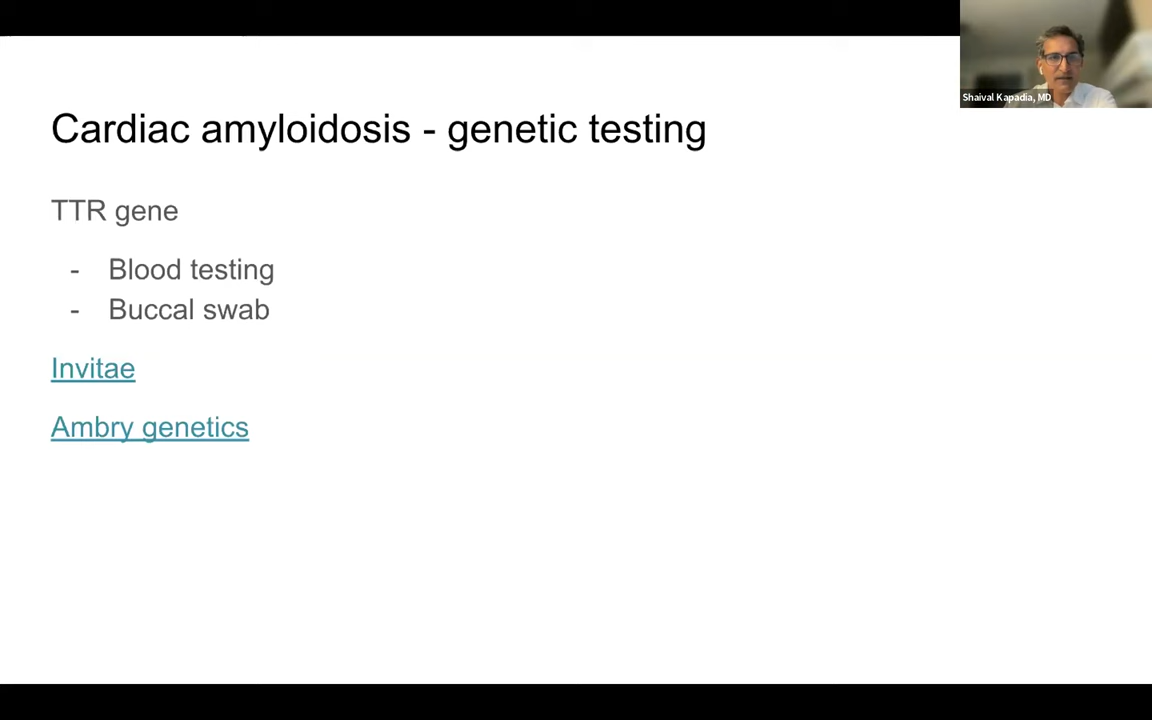 Shaival Kapadia, MD
Cardiac amyloidosis - genetic testing
TTR gene
- Blood testing
- Buccal swab
Invitae
Ambry genetics